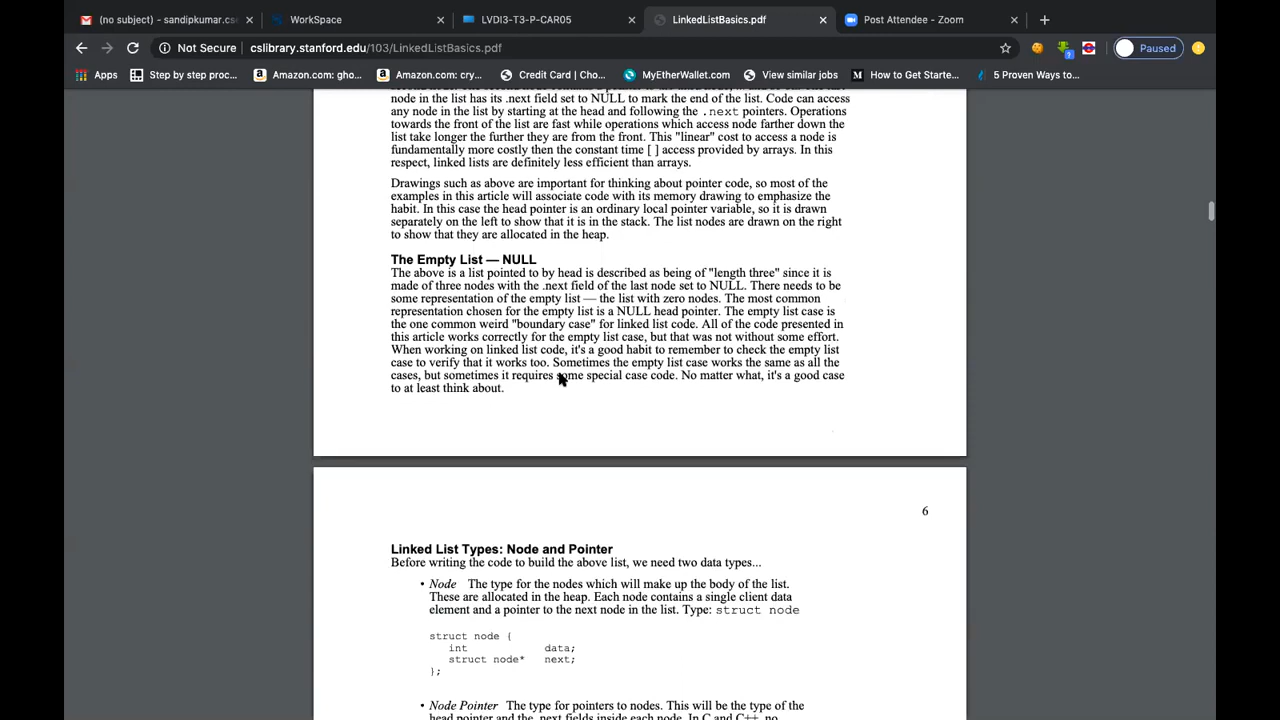 (no subject) - sandipkumar.cs
WorkSpace
LVDI3-T3-P-CAR05
LinkedListBasics.pdf
Post Attendee - Zoom
Not Secure
cslibrary.stanford.edu/103/LinkedListBasics.pdf
Paused
Apps
Step by step proc...
Amazon.com: gho...
Amazon.com: cry...
Credit Card | Cho...
MyEtherWallet.com
View similar jobs
How to Get Starte...
5 Proven Ways to...
node in the list has its .next field set to NULL to mark the end of the list. Code can access
any node in the list by starting at the head and following the .next pointers. Operations
towards the front of the list are fast while operations which access node farther down the
list take longer the further they are from the front. This "linear" cost to access a node is
fundamentally more costly then the constant time [ ] access provided by arrays. In this
respect, linked lists are definitely less efficient than arrays.
Drawings such as above are important for thinking about pointer code, so most of the
examples in this article will associate code with its memory drawing to emphasize the
habit. In this case the head pointer is an ordinary local pointer variable, so it is drawn
separately on the left to show that it is in the stack. The list nodes are drawn on the right
to show that they are allocated in the heap.
The Empty List — NULL
The above is a list pointed to by head is described as being of "length three" since it is
made of three nodes with the .next field of the last node set to NULL. There needs to be
some representation of the empty list — the list with zero nodes. The most common
representation chosen for the empty list is a NULL head pointer. The empty list case is
the one common weird "boundary case" for linked list code. All of the code presented in
this article works correctly for the empty list case, but that was not without some effort.
When working on linked list code, it's a good habit to remember to check the empty list
case to verify that it works too. Sometimes the empty list case works the same as all the
cases, but sometimes it requires some special case code. No matter what, it's a good case
to at least think about.
6
Linked List Types: Node and Pointer
Before writing the code to build the above list, we need two data types...
• Node The type for the nodes which will make up the body of the list.
These are allocated in the heap. Each node contains a single client data
element and a pointer to the next node in the list. Type: struct node
struct node {
int data;
struct node* next;
};
• Node Pointer The type for pointers to nodes. This will be the type of the
head pointer and the .next fields inside each node. In C and C++, no